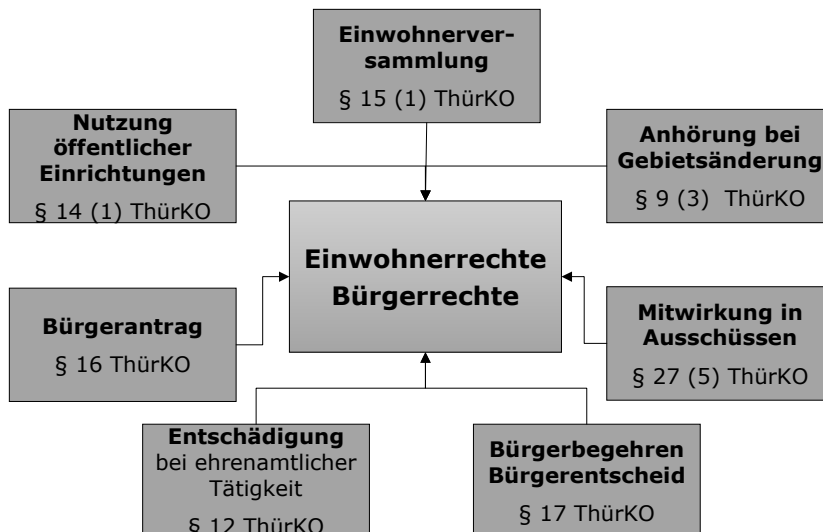 Einwohnerver-
sammlung
§ 15 (1) ThürKO
Nutzung
öffentlicher
Einrichtungen
§ 14 (1) ThürKO
Anhörung bei
Gebietsänderung
§ 9 (3) ThürKO
Einwohnerrechte
Bürgerrechte
Bürgerantrag
§ 16 ThürKO
Mitwirkung in
Ausschüssen
§ 27 (5) ThürKO
Entschädigung
bei ehrenamtlicher
Tätigkeit
§ 12 ThürKO
Bürgerbegehren
Bürgerentscheid
§ 17 ThürKO